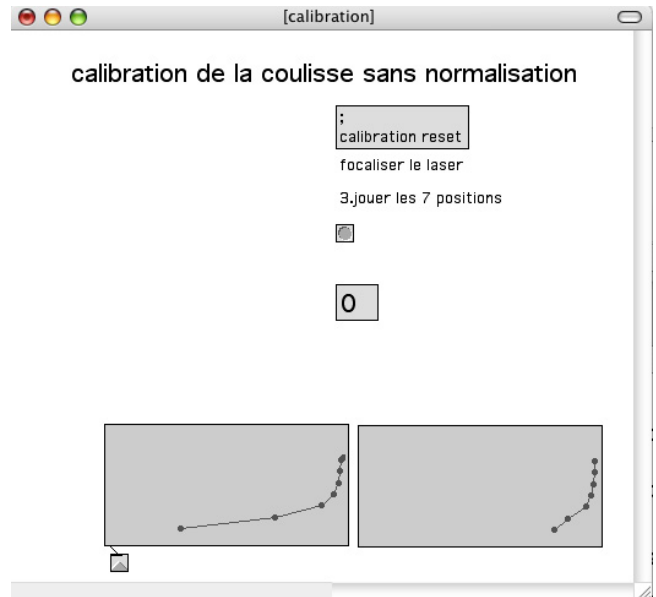 [calibration]
calibration de la coulisse sans normalisation
;
calibration reset
focaliser le laser
3.jouer les 7 positions
0